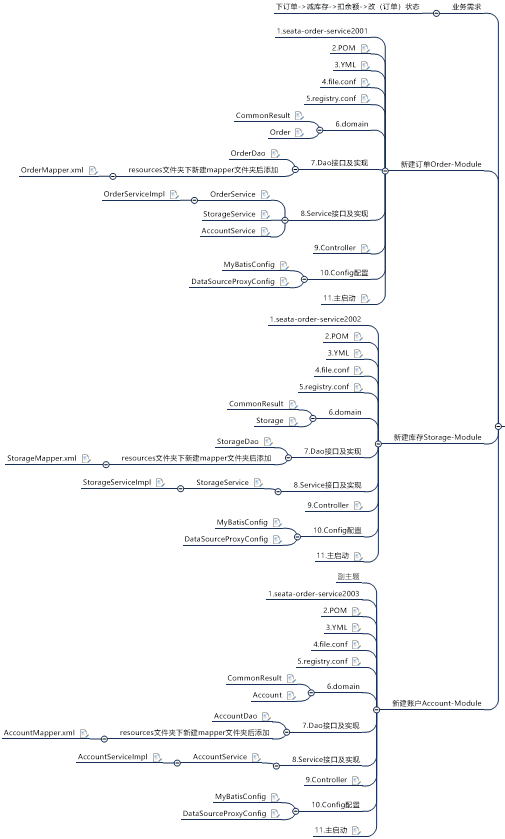 业务需求
下订单->减库存->扣余额->改（订单）状态
新建订单Order-Module
1.seata-order-service2001
2.POM
3.YML
4.file.conf
5.registry.conf
6.domain
CommonResult
Order
7.Dao接口及实现
OrderDao
resources文件夹下新建mapper文件夹后添加
OrderMapper.xml
8.Service接口及实现
OrderService
OrderServiceImpl
StorageService
AccountService
9.Controller
10.Config配置
MyBatisConfig
DataSourceProxyConfig
11.主启动
新建库存Storage-Module
1.seata-order-service2002
2.POM
3.YML
4.file.conf
5.registry.conf
6.domain
CommonResult
Storage
7.Dao接口及实现
StorageDao
resources文件夹下新建mapper文件夹后添加
StorageMapper.xml
8.Service接口及实现
StorageService
StorageServiceImpl
9.Controller
10.Config配置
MyBatisConfig
DataSourceProxyConfig
11.主启动
新建账户Account-Module
副主题
1.seata-order-service2003
2.POM
3.YML
4.file.conf
5.registry.conf
6.domain
CommonResult
Account
7.Dao接口及实现
AccountDao
resources文件夹下新建mapper文件夹后添加
AccountMapper.xml
8.Service接口及实现
AccountService
AccountServiceImpl
9.Controller
10.Config配置
MyBatisConfig
DataSourceProxyConfig
11.主启动